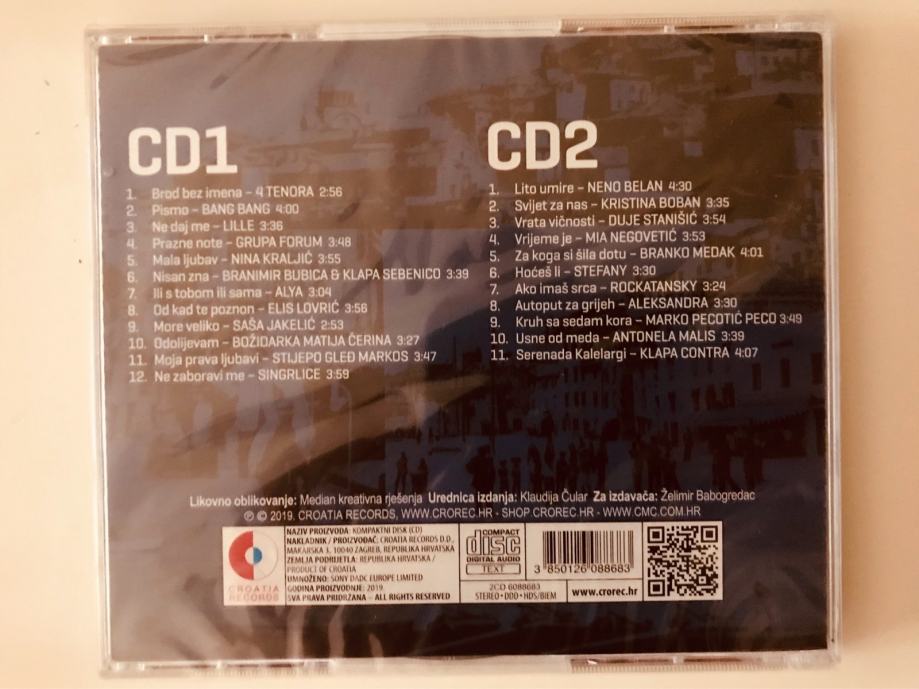 CD1
1. Brod bez imena – 4 TENORA 2:56
2. Pismo – BANG BANG 4:00
3. Ne daj me – LILLE 3:36
4. Prazne note – GRUPA FORUM 3:48
5. Mala ljubav – NINA KRALJIĆ 3:55
6. Nisan zna – BRANIMIR BUBICA & KLAPA SEBENICO 3:39
7. Ili s tobom ili sama – ALYA 3:04
8. Od kad te poznon – ELIS LOVRIĆ 3:56
9. More veliko – SAŠA JAKELIĆ 2:53
10. Odolijevam – BOŽIDARKA MATIJA ČERINA 3:27
11. Moja prava ljubavi – STIJEPO GLEĐ MARKOS 3:47
12. Ne zaboravi me – SINGRLICE 3:59
CD2
1. Lito umire – NENO BELAN 4:30
2. Svijet za nas – KRISTINA BOBAN 3:35
3. Vrata vičnosti – DUJE STANIŠIĆ 3:54
4. Vrijeme je – MIA NEGOVETIĆ 3:53
5. Za koga si šila dotu – BRANKO MEDAK 4:01
6. Hoćeš li – STEFANY 3:30
7. Ako imaš srca – ROCKATANSKY 3:24
8. Autoput za grijeh – ALEKSANDRA 3:30
9. Kruh sa sedam kora – MARKO PECOTIĆ PECO 3:49
10. Usne od meda – ANTONELA MALIS 3:39
11. Serenada Kalelargi – KLAPA CONTRA 4:07
Likovno oblikovanje: Median kreativna rješenja Urednica izdanja: Klaudija Čular Za izdavača: Želimir Babogredac
℗ © 2019. CROATIA RECORDS, WWW.CROREC.HR - SHOP.CROREC.HR - WWW.CMC.COM.HR
CROATIA
RECORDS
NAZIV PROIZVODA: KOMPAKTNI DISK (CD)
NAKLADNIK / PROIZVOĐAČ: CROATIA RECORDS D.D.,
MAKARSKA 3, 10040 ZAGREB, REPUBLIKA HRVATSKA
ZEMLJA PODRIJETLA: REPUBLIKA HRVATSKA /
PRODUCT OF CROATIA
UMNOŽENO: SONY DADC EUROPE LIMITED
GODINA PROIZVODNJE: 2019.
SVA PRAVA PRIDRŽANA – ALL RIGHTS RESERVED
COMPACT
disc
DIGITAL AUDIO
TEXT
2CD 6088683
STEREO • DDD • HDS/BIEM
3 850126 088683
www.crorec.hr